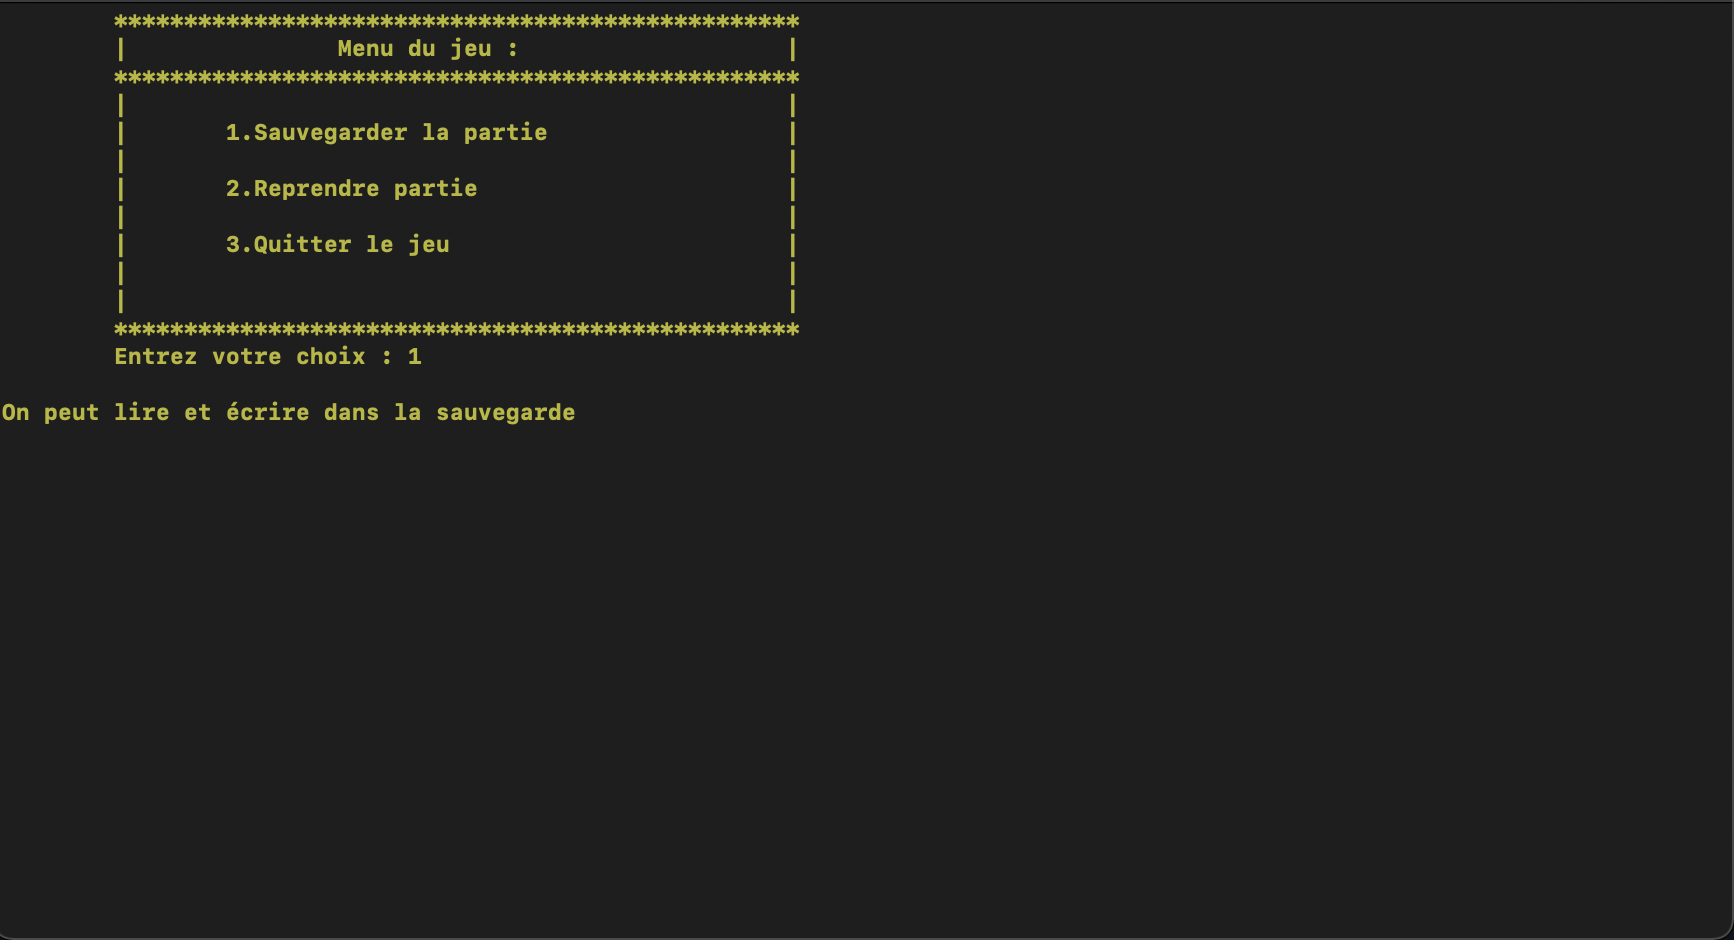 *************************************************
| Menu du jeu : |
*************************************************
| |
| 1.Sauvegarder la partie |
| |
| 2.Reprendre partie |
| |
| 3.Quitter le jeu |
| |
| |
*************************************************
Entrez votre choix : 1
On peut lire et écrire dans la sauvegarde